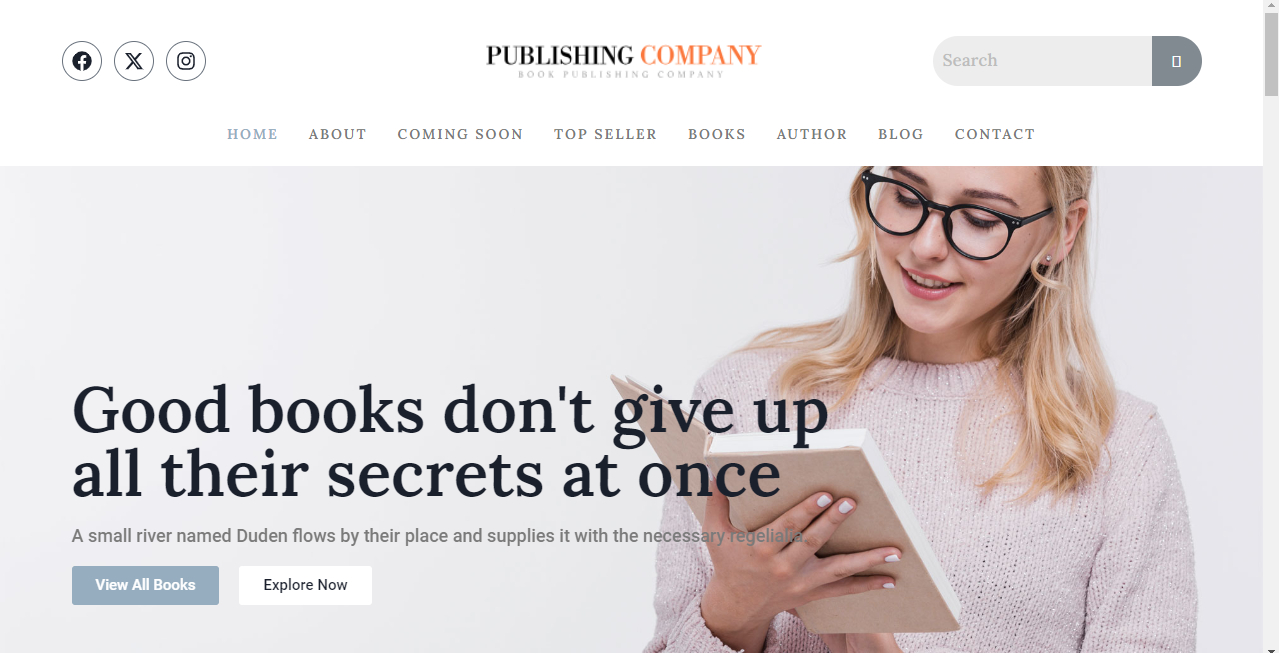 PUBLISHING COMPANY
BOOK PUBLISHING COMPANY
Search
HOME ABOUT COMING SOON TOP SELLER BOOKS AUTHOR BLOG CONTACT
Good books don't give up
all their secrets at once
A small river named Duden flows by their place and supplies it with the necessary regelialia.
View All Books Explore Now